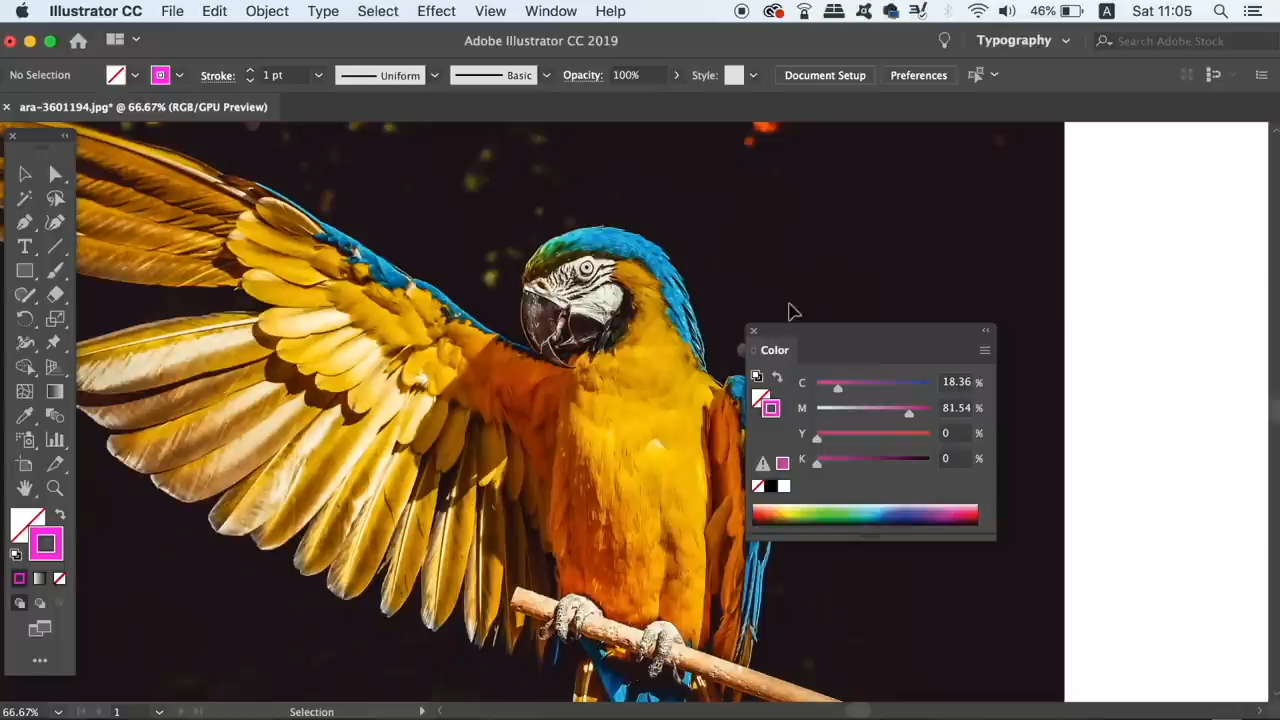 Illustrator CC File Edit Object Type Select Effect View Window Help 46% A Sat 11:05
Adobe Illustrator CC 2019 Typography Search Adobe Stock
No Selection Stroke: 1 pt Uniform Basic Opacity: 100% Style: Document Setup Preferences
ara-3601194.jpg* @ 66.67% (RGB/GPU Preview)
Color
C 18.36 %
M 81.54 %
Y 0 %
K 0 %
66.67% 1 Selection